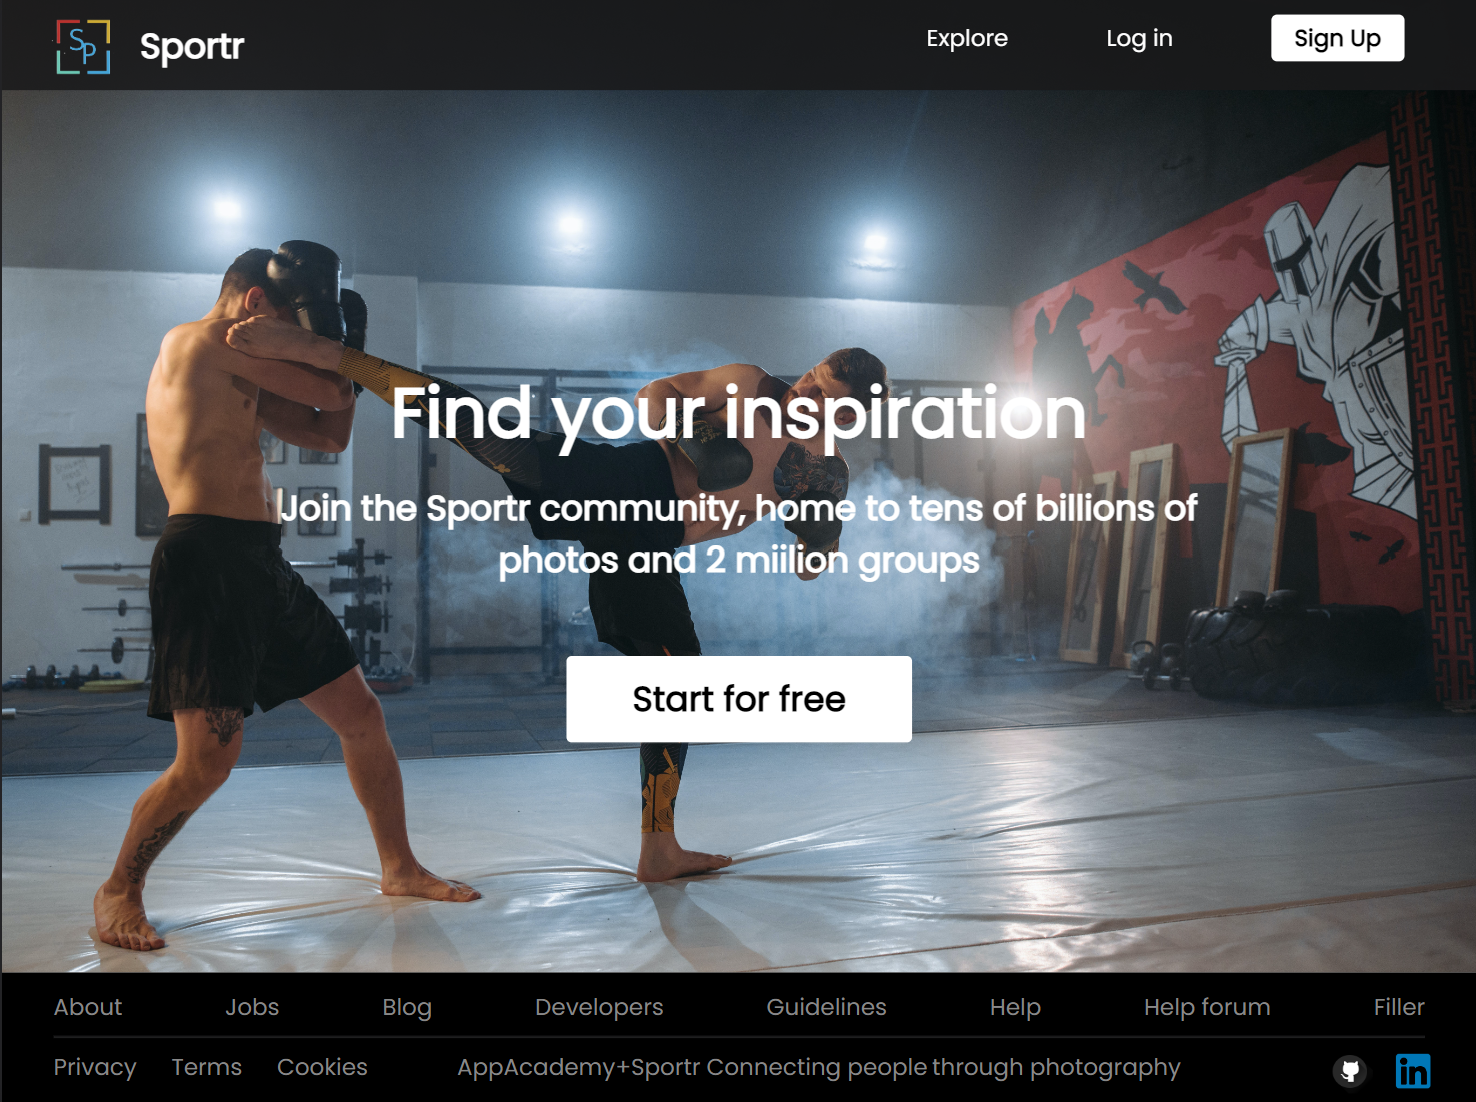 SP
Sportr
Explore
Log in
Sign Up
Find your inspiration
Join the Sportr community, home to tens of billions of
photos and 2 miilion groups
Start for free
About
Jobs
Blog
Developers
Guidelines
Help
Help forum
Filler
Privacy
Terms
Cookies
AppAcademy+Sportr Connecting people through photography
in